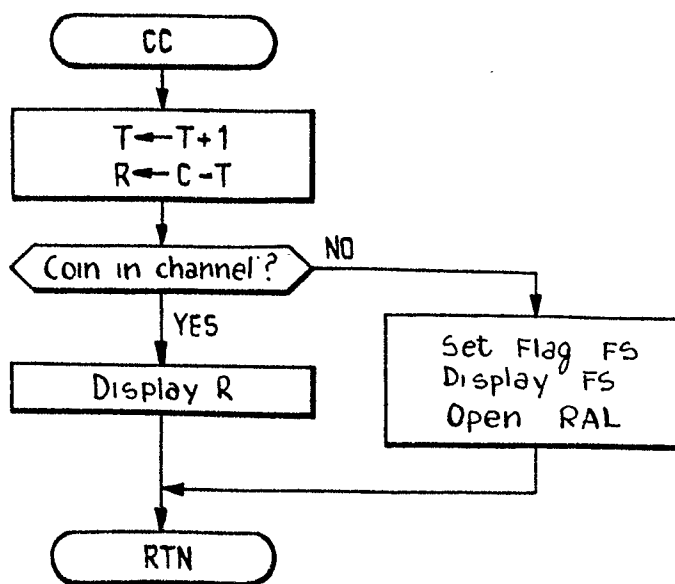 CC
T←T+1
R←C-T
Coin in channel?
NO
YES
Set Flag FS
Display FS
Open RAL
Display R
RTN